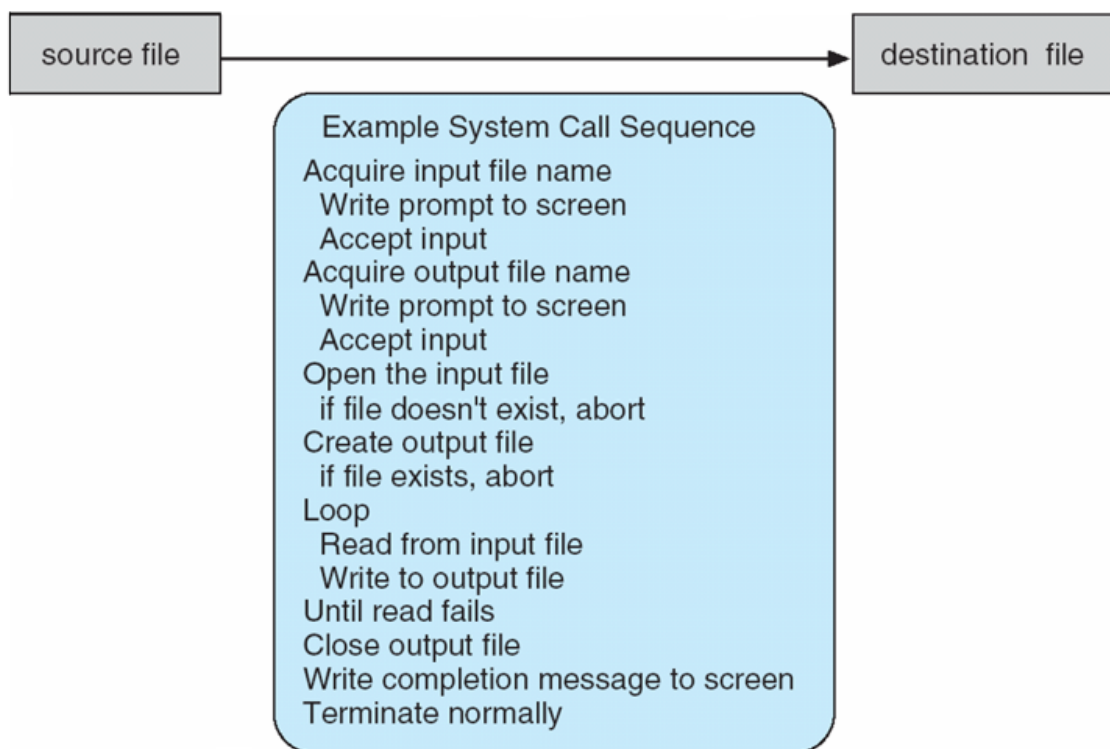 source file
destination file
Example System Call Sequence
Acquire input file name
Write prompt to screen
Accept input
Acquire output file name
Write prompt to screen
Accept input
Open the input file
if file doesn't exist, abort
Create output file
if file exists, abort
Loop
Read from input file
Write to output file
Until read fails
Close output file
Write completion message to screen
Terminate normally